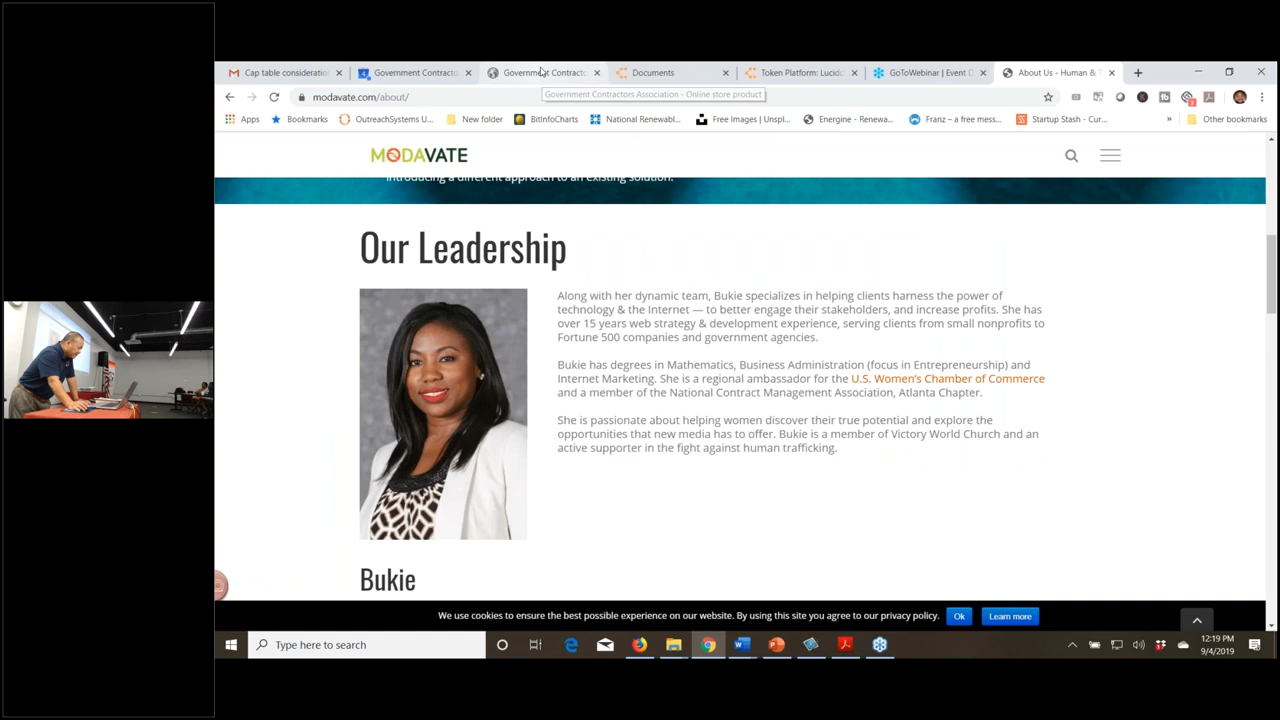 Cap table consideration
Government Contracto
Government Contracto
Documents
Token Platform: Lucidc
GoToWebinar | Event D
About Us - Human & T
modavate.com/about/
Government Contractors Association - Online store product
Apps
Bookmarks
OutreachSystems U...
New folder
BitInfoCharts
National Renewabl...
Free Images | Unspl...
Energine - Renewa...
Franz – a free mess...
Startup Stash - Cur...
»
Other bookmarks
MODAVATE
introducing a different approach to an existing solution.
Our Leadership
Along with her dynamic team, Bukie specializes in helping clients harness the power of
technology & the Internet — to better engage their stakeholders, and increase profits. She has
over 15 years web strategy & development experience, serving clients from small nonprofits to
Fortune 500 companies and government agencies.
Bukie has degrees in Mathematics, Business Administration (focus in Entrepreneurship) and
Internet Marketing. She is a regional ambassador for the U.S. Women's Chamber of Commerce
and a member of the National Contract Management Association, Atlanta Chapter.
She is passionate about helping women discover their true potential and explore the
opportunities that new media has to offer. Bukie is a member of Victory World Church and an
active supporter in the fight against human trafficking.
Bukie
We use cookies to ensure the best possible experience on our website. By using this site you agree to our privacy policy.
Ok
Learn more
Type here to search
12:19 PM
9/4/2019